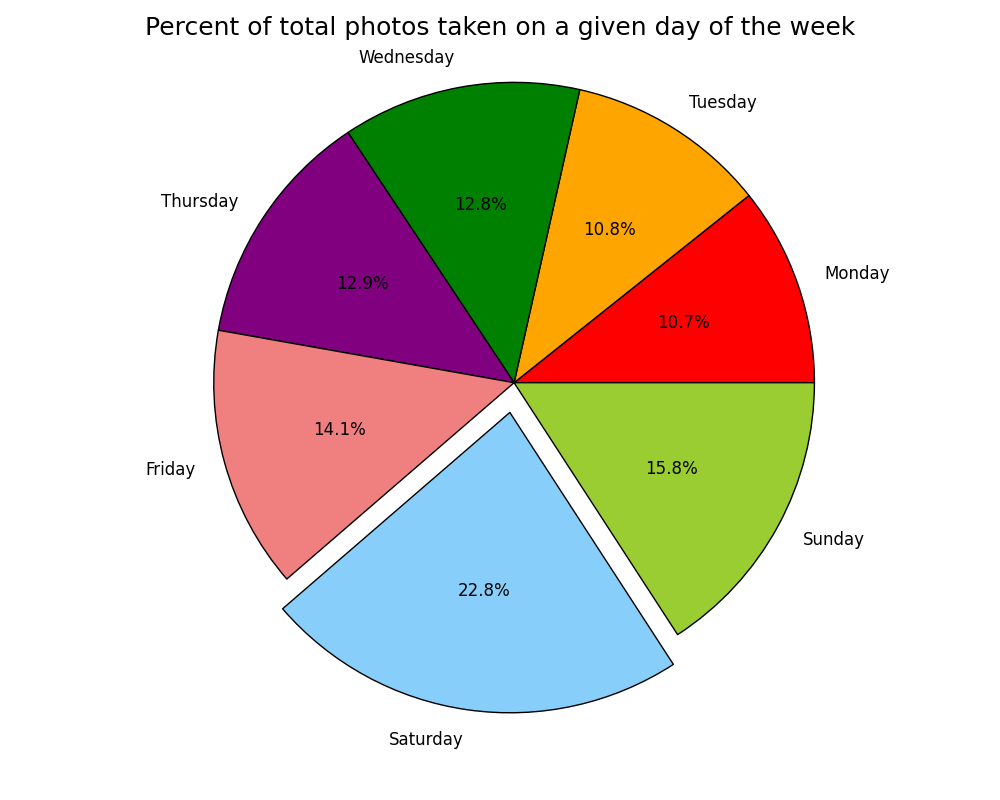 Percent of total photos taken on a given day of the week
Wednesday
Tuesday
Thursday
Monday
Friday
Sunday
Saturday
12.8%
10.8%
12.9%
10.7%
14.1%
15.8%
22.8%